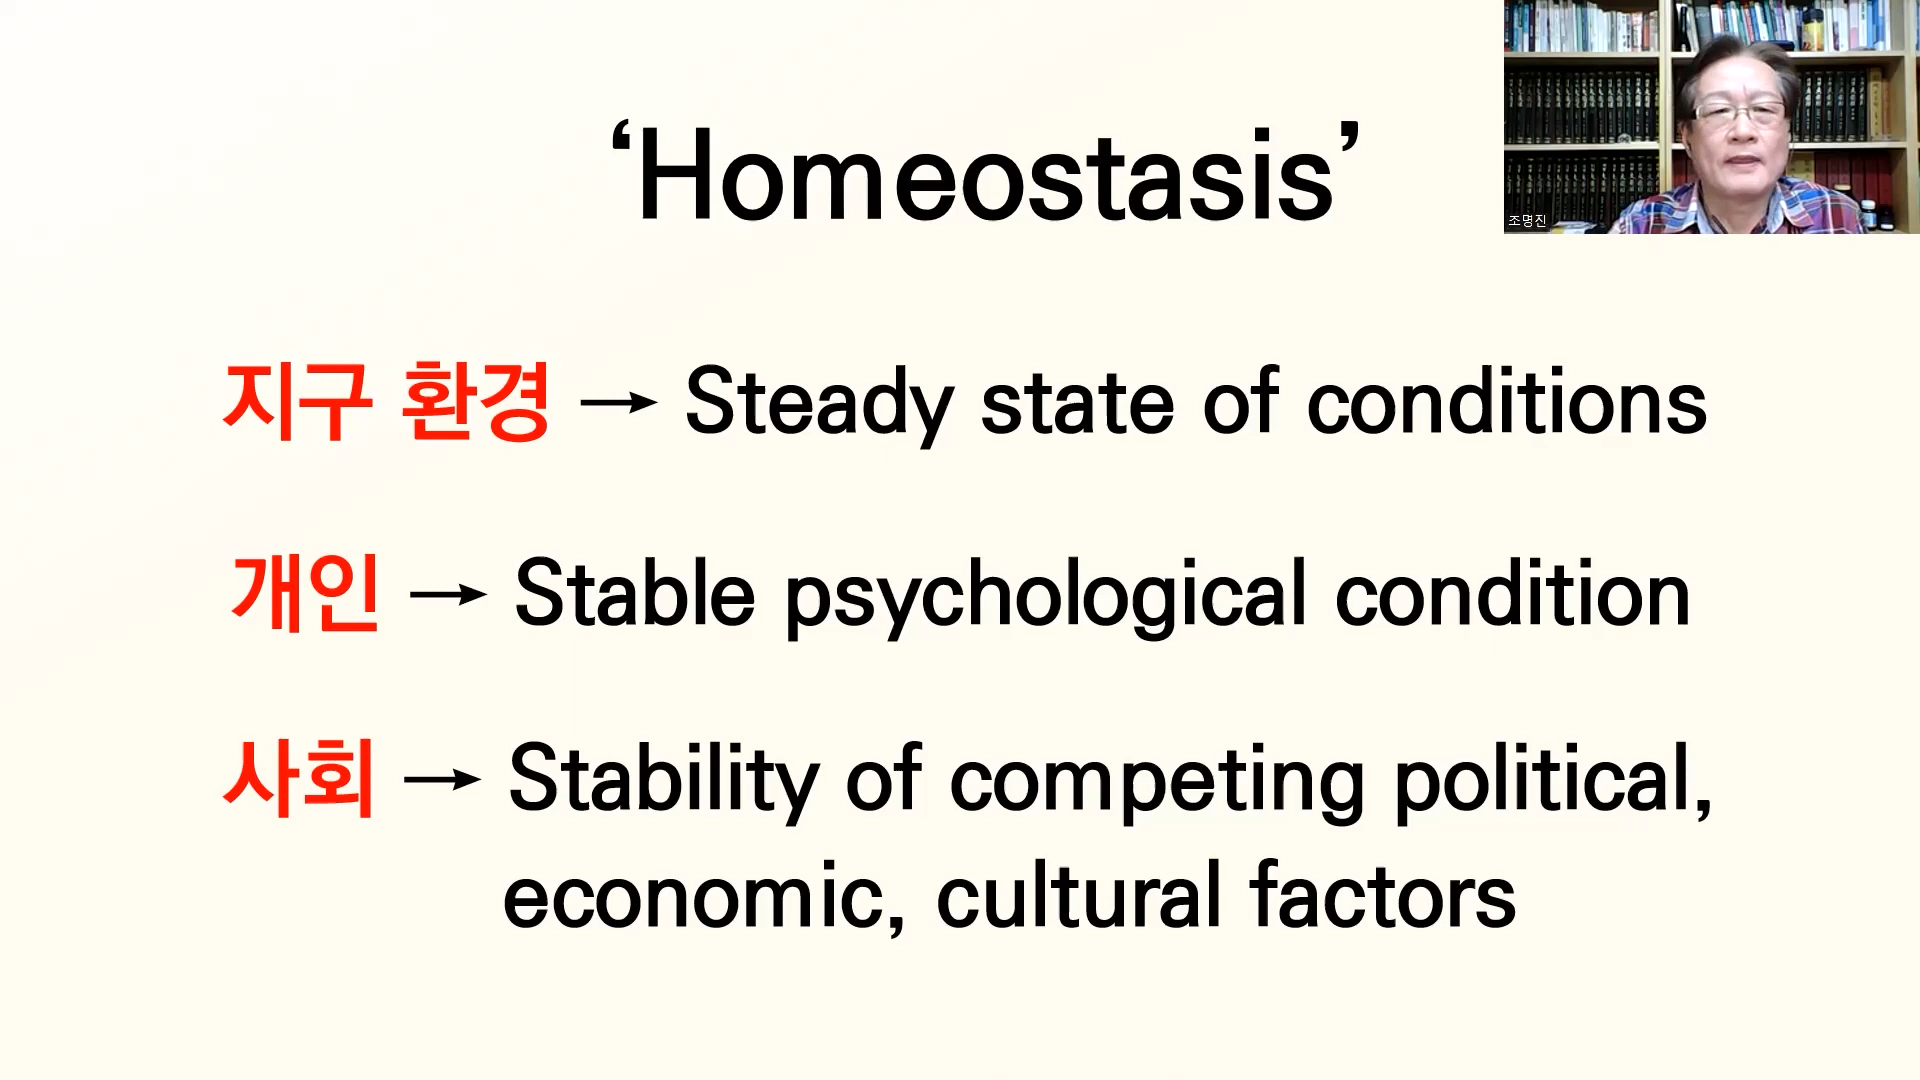 ‘Homeostasis’
조명진
지구 환경 → Steady state of conditions
개인 → Stable psychological condition
사회 → Stability of competing political,
economic, cultural factors